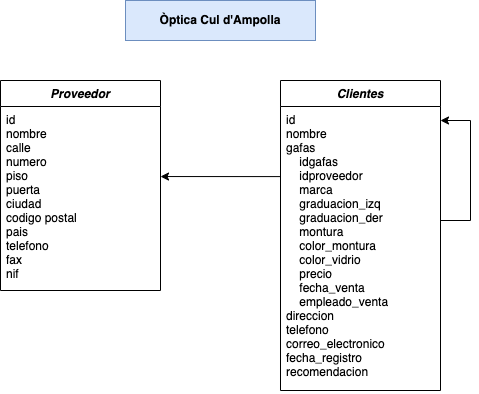 Òptica Cul d'Ampolla
Proveedor
id
nombre
calle
numero
piso
puerta
ciudad
codigo postal
pais
telefono
fax
nif
Clientes
id
nombre
gafas
idgafas
idproveedor
marca
graduacion_izq
graduacion_der
montura
color_montura
color_vidrio
precio
fecha_venta
empleado_venta
direccion
telefono
correo_electronico
fecha_registro
recomendacion